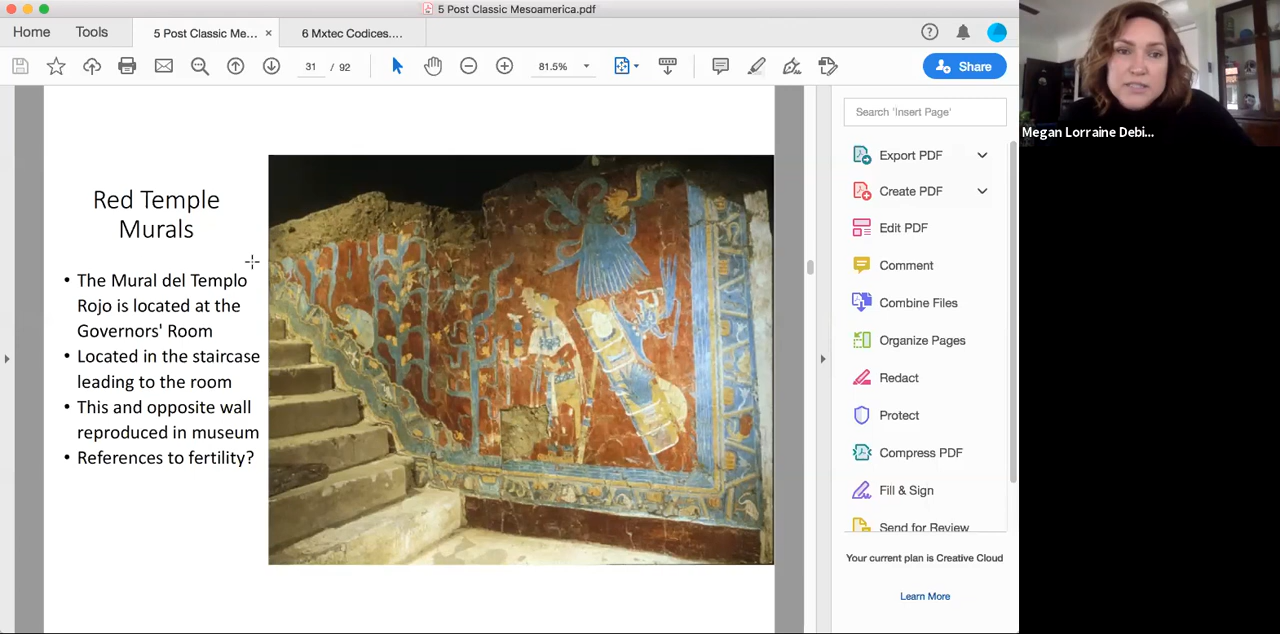 5 Post Classic Mesoamerica.pdf
Home
Tools
5 Post Classic Me...
×
6 Mxtec Codices....
31 / 92
81.5%
Share
Search 'Insert Page'
Megan Lorraine Debi...
Export PDF
Create PDF
Edit PDF
Comment
Combine Files
Organize Pages
Redact
Protect
Compress PDF
Fill & Sign
Send for Review
Your current plan is Creative Cloud
Learn More
Red Temple
Murals
• The Mural del Templo
Rojo is located at the
Governors' Room
• Located in the staircase
leading to the room
• This and opposite wall
reproduced in museum
• References to fertility?